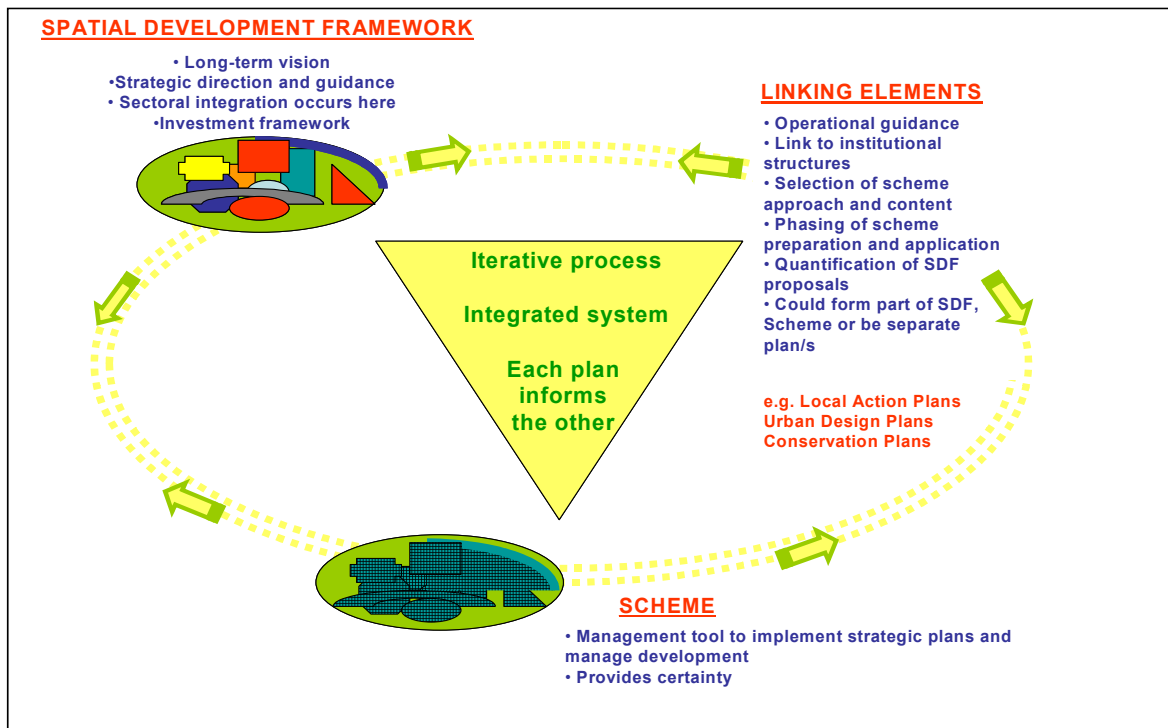 SPATIAL DEVELOPMENT FRAMEWORK
• Long-term vision
•Strategic direction and guidance
• Sectoral integration occurs here
•Investment framework
LINKING ELEMENTS
• Operational guidance
• Link to institutional
structures
• Selection of scheme
approach and content
• Phasing of scheme
preparation and application
• Quantification of SDF
proposals
• Could form part of SDF,
Scheme or be separate
plan/s
e.g. Local Action Plans
Urban Design Plans
Conservation Plans
Iterative process
Integrated system
Each plan
informs
the other
SCHEME
• Management tool to implement strategic plans and
manage development
• Provides certainty